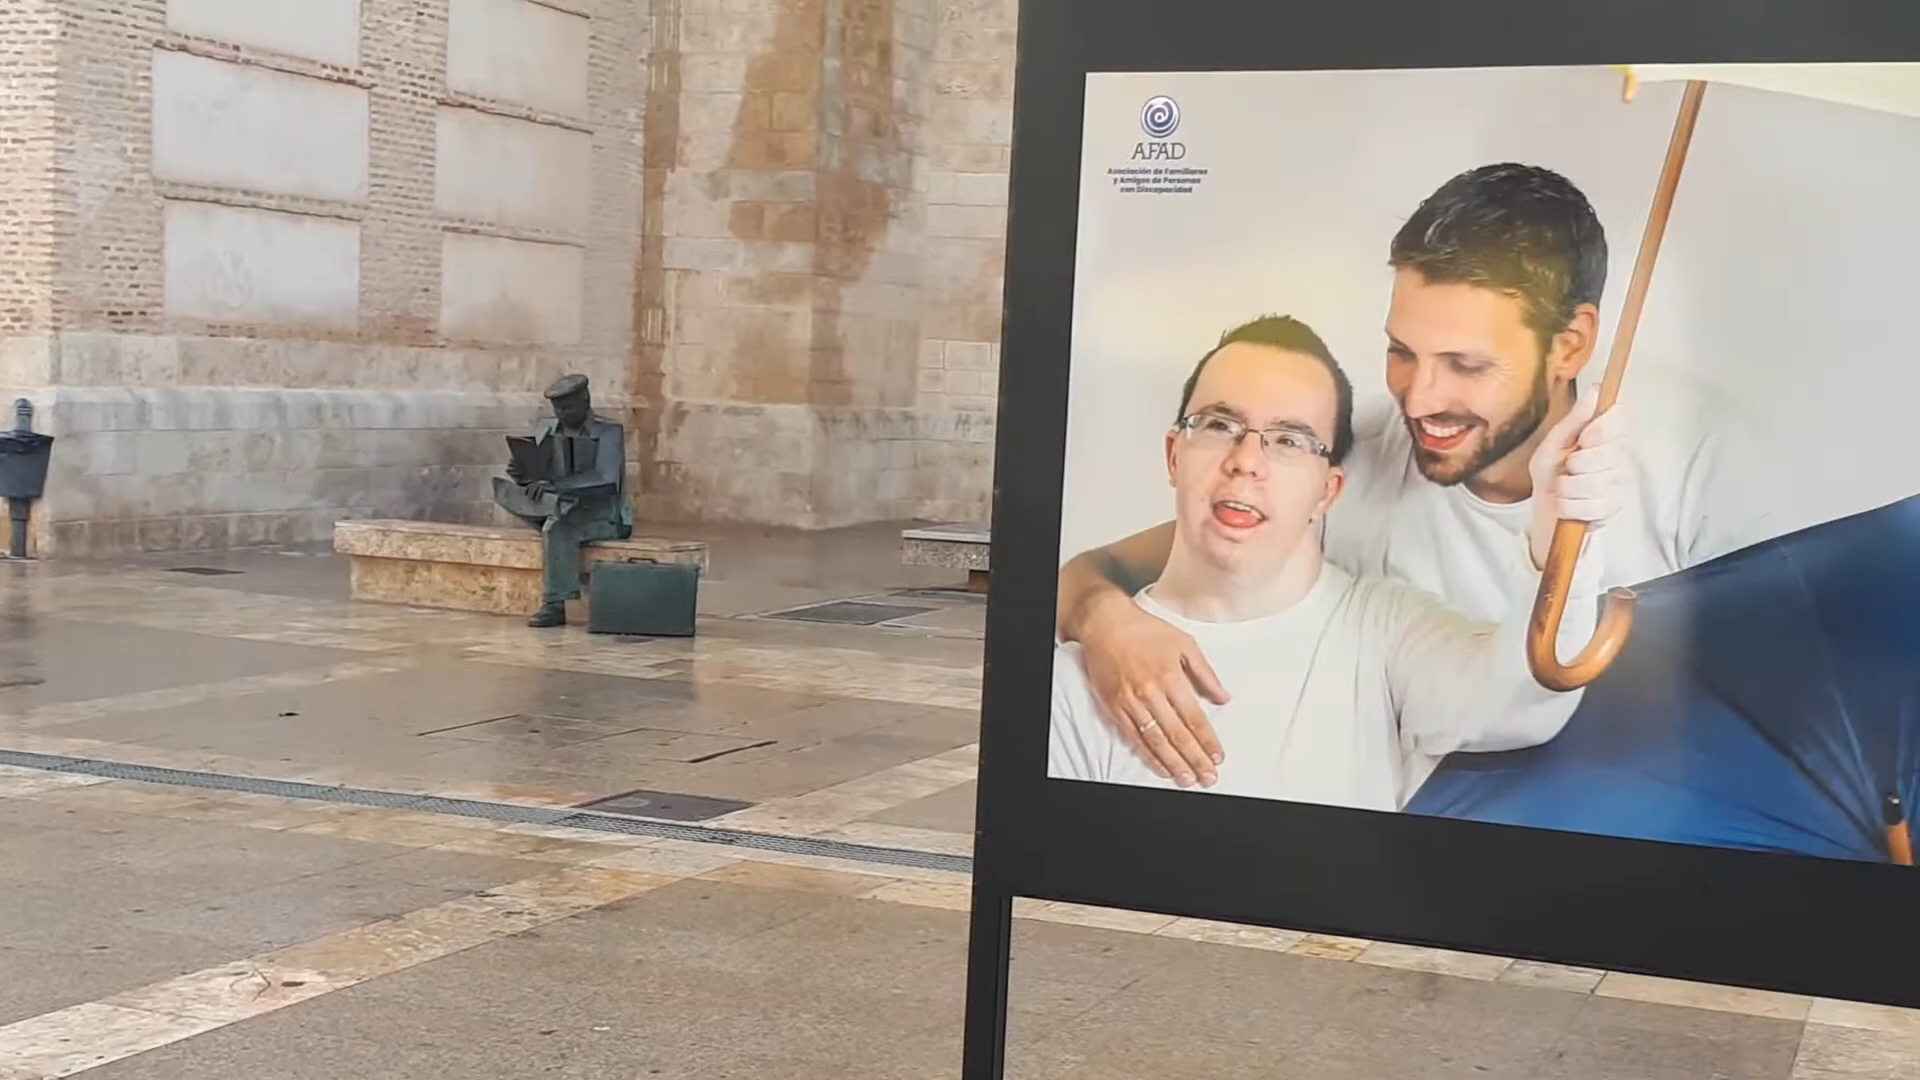 AFAD
Asociación de Familiares
y Amigos de Personas
con Discapacidad